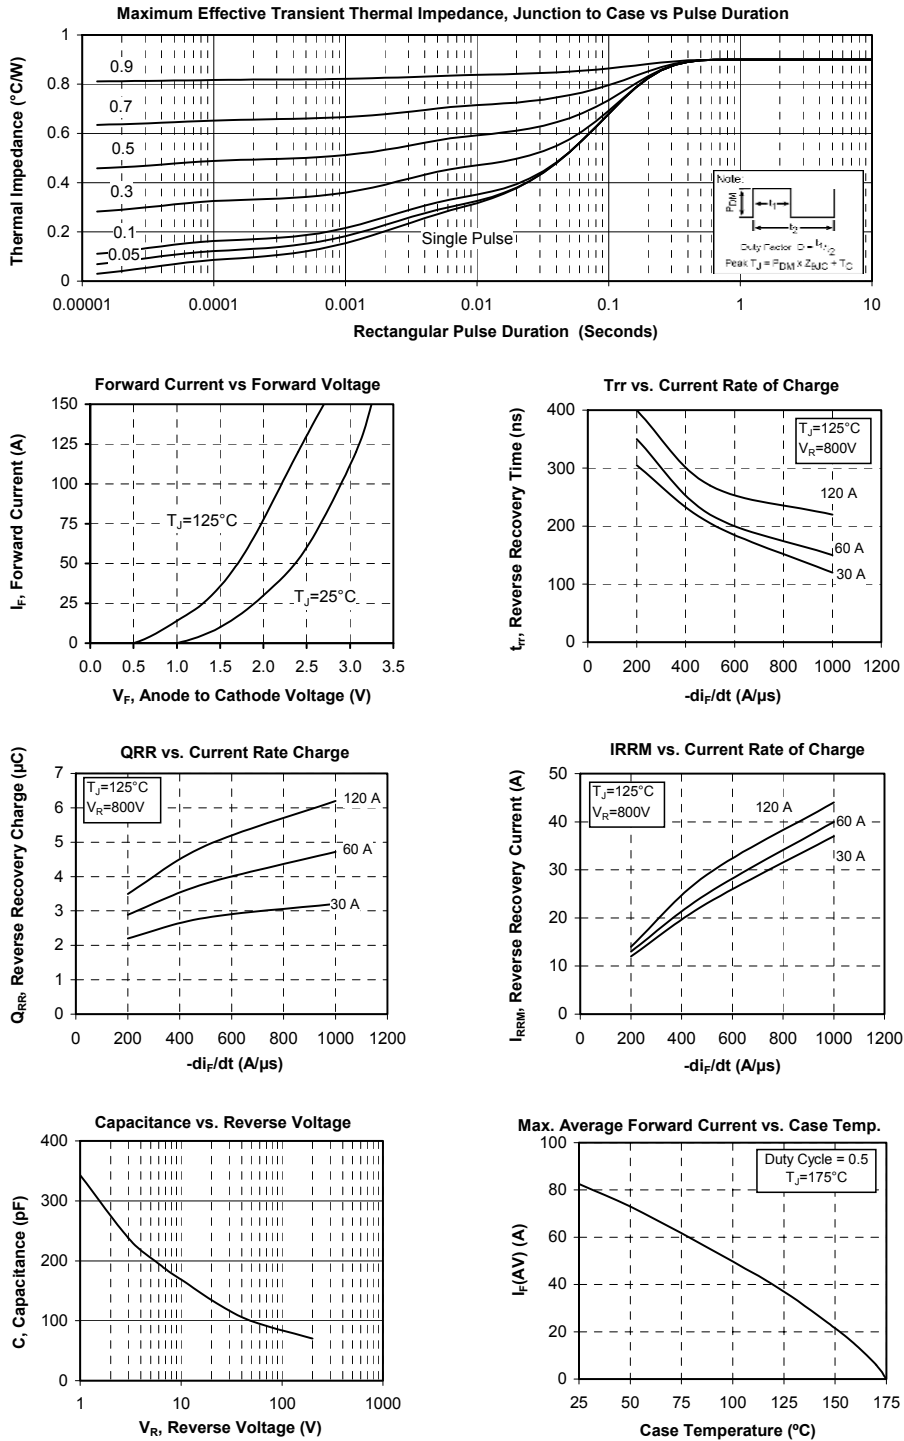 Maximum Effective Transient Thermal Impedance, Junction to Case vs Pulse Duration
Thermal Impedance (°C/W)
1
0.8
0.6
0.4
0.2
0
0.9
0.7
0.5
0.3
0.1
0.05
Single Pulse
Note:
PDM
t1
t2
Duty Factor D = t1/t2
Peak TJ = PDM x ZθJC + TC
0.00001 0.0001 0.001 0.01 0.1 1 10
Rectangular Pulse Duration (Seconds)
Forward Current vs Forward Voltage
IF, Forward Current (A)
150
125
100
75
50
25
0
TJ=125°C
TJ=25°C
0.0 0.5 1.0 1.5 2.0 2.5 3.0 3.5
VF, Anode to Cathode Voltage (V)
Trr vs. Current Rate of Charge
trr, Reverse Recovery Time (ns)
400
300
200
100
0
TJ=125°C
VR=800V
120 A
60 A
30 A
0 200 400 600 800 1000 1200
-diF/dt (A/µs)
QRR vs. Current Rate Charge
QRR, Reverse Recovery Charge (µC)
7
6
5
4
3
2
1
0
TJ=125°C
VR=800V
120 A
60 A
30 A
0 200 400 600 800 1000 1200
-diF/dt (A/µs)
IRRM vs. Current Rate of Charge
IRRM, Reverse Recovery Current (A)
50
40
30
20
10
0
TJ=125°C
VR=800V
120 A
60 A
30 A
0 200 400 600 800 1000 1200
-diF/dt (A/µs)
Capacitance vs. Reverse Voltage
C, Capacitance (pF)
400
300
200
100
0
1 10 100 1000
VR, Reverse Voltage (V)
Max. Average Forward Current vs. Case Temp.
IF(AV) (A)
100
80
60
40
20
0
Duty Cycle = 0.5
TJ=175°C
25 50 75 100 125 150 175
Case Temperature (ºC)